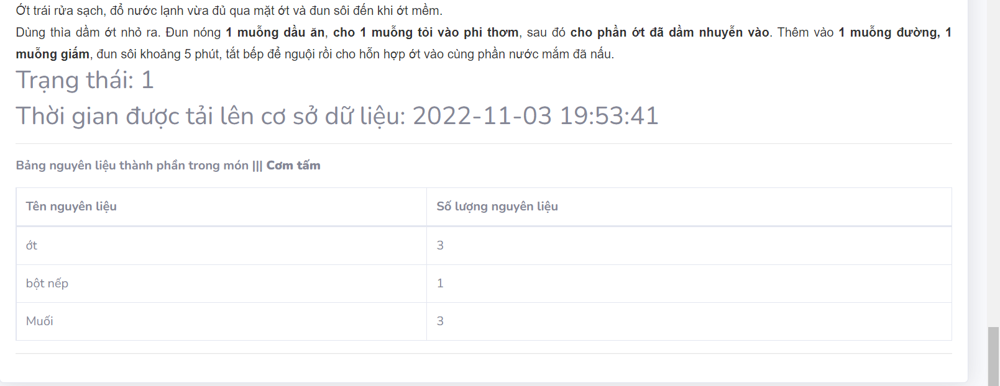 Ớt trái rửa sạch, đổ nước lạnh vừa đủ qua mặt ớt và đun sôi đến khi ớt mềm.
Dùng thìa dầm ớt nhỏ ra. Đun nóng 1 muỗng dầu ăn, cho 1 muỗng tỏi vào phi thơm, sau đó cho phần ớt đã dầm nhuyễn vào. Thêm vào 1 muỗng đường, 1
muỗng giấm, đun sôi khoảng 5 phút, tắt bếp để nguội rồi cho hỗn hợp ớt vào cùng phần nước mắm đã nấu.
Trạng thái: 1
Thời gian được tải lên cơ sở dữ liệu: 2022-11-03 19:53:41
Bảng nguyên liệu thành phần trong món ||| Cơm tấm
Tên nguyên liệu Số lượng nguyên liệu
ớt 3
bột nếp 1
Muối 3